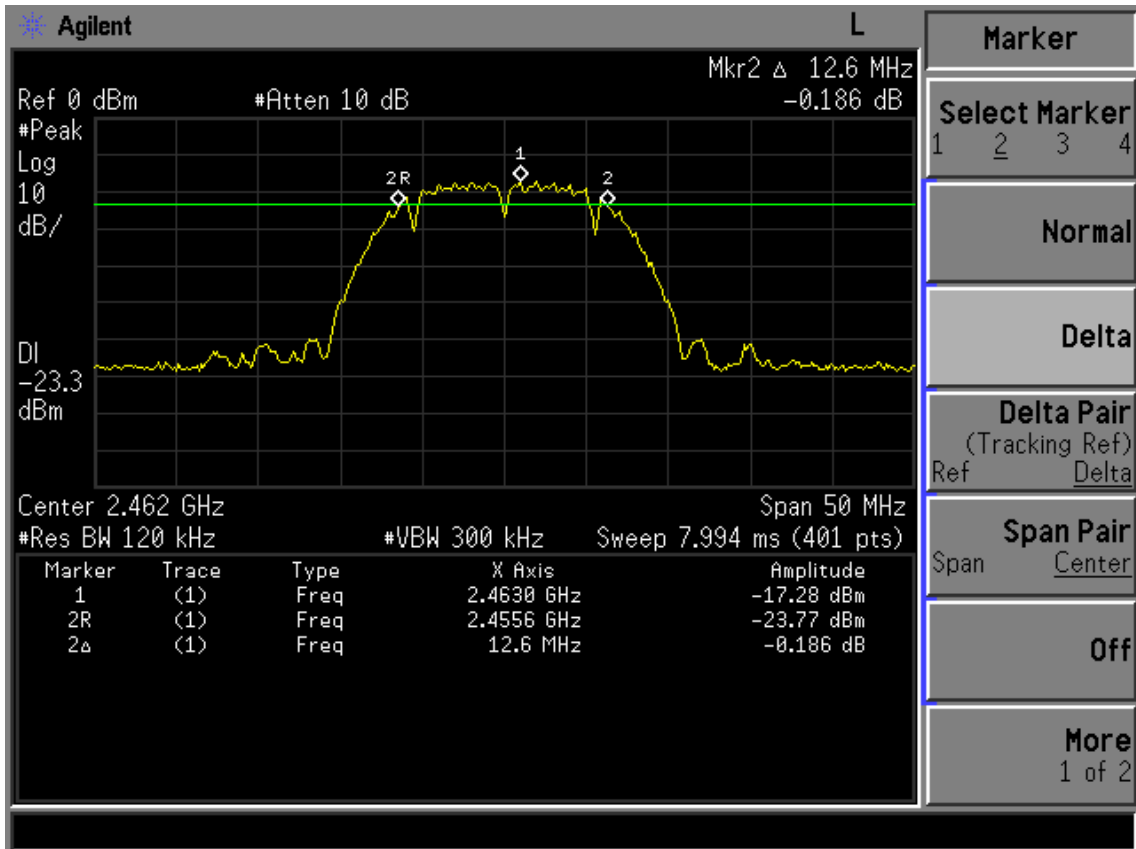 Agilent
L
Marker
Mkr2 Δ 12.6 MHz
Ref 0 dBm #Atten 10 dB -0.186 dB
#Peak
Log
10
dB/
1
2R
2
DI
-23.3
dBm
Center 2.462 GHz Span 50 MHz
#Res BW 120 kHz #VBW 300 kHz Sweep 7.994 ms (401 pts)
Marker Trace Type X Axis Amplitude
1 (1) Freq 2.4630 GHz -17.28 dBm
2R (1) Freq 2.4556 GHz -23.77 dBm
2Δ (1) Freq 12.6 MHz -0.186 dB
Select Marker
1 2 3 4
Normal
Delta
Delta Pair
(Tracking Ref)
Ref Delta
Span Pair
Span Center
Off
More
1 of 2